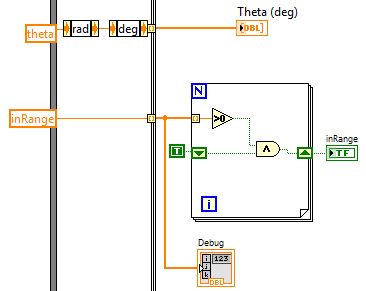 Theta (deg)
theta
rad
deg
DBL
N
inRange
>0
inRange
T
TF
i
Debug
i
123
j
k
DBL